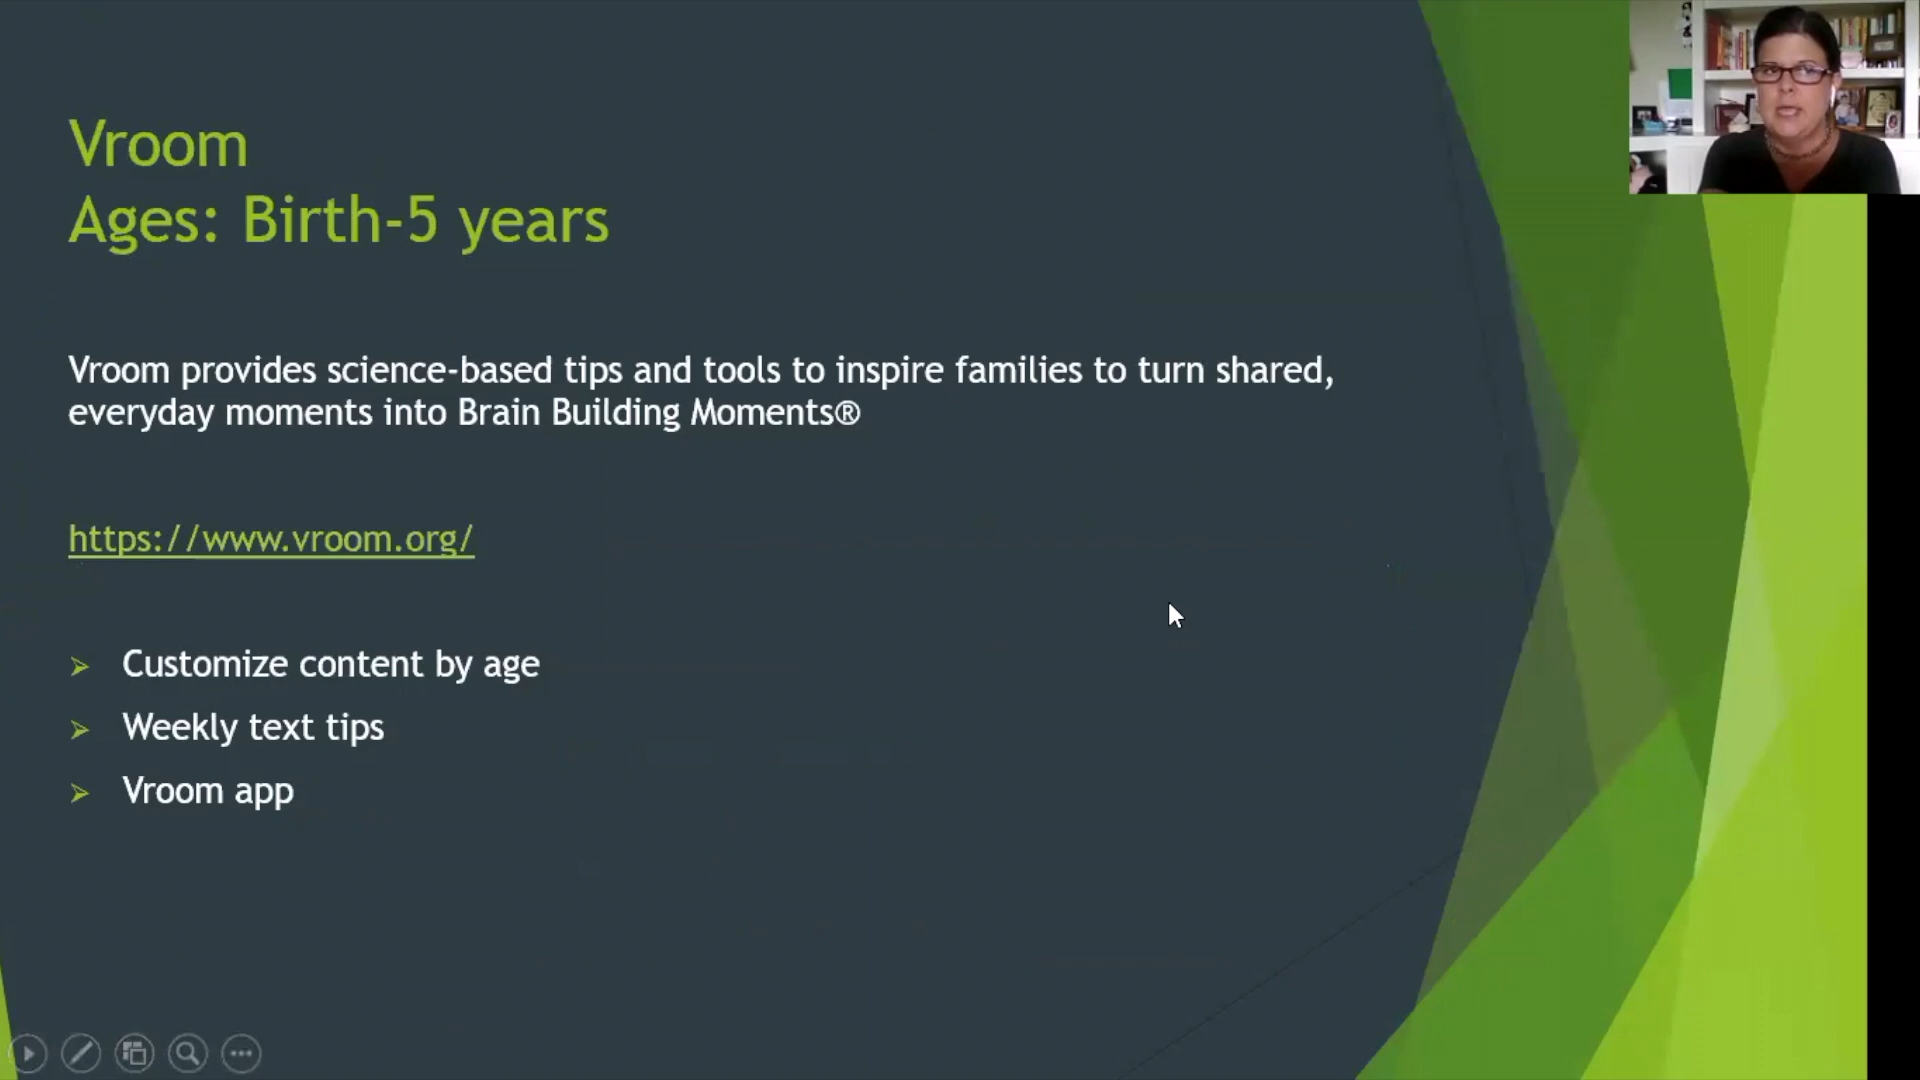 Vroom
Ages: Birth-5 years
Vroom provides science-based tips and tools to inspire families to turn shared,
everyday moments into Brain Building Moments®
https://www.vroom.org/
Customize content by age
Weekly text tips
Vroom app